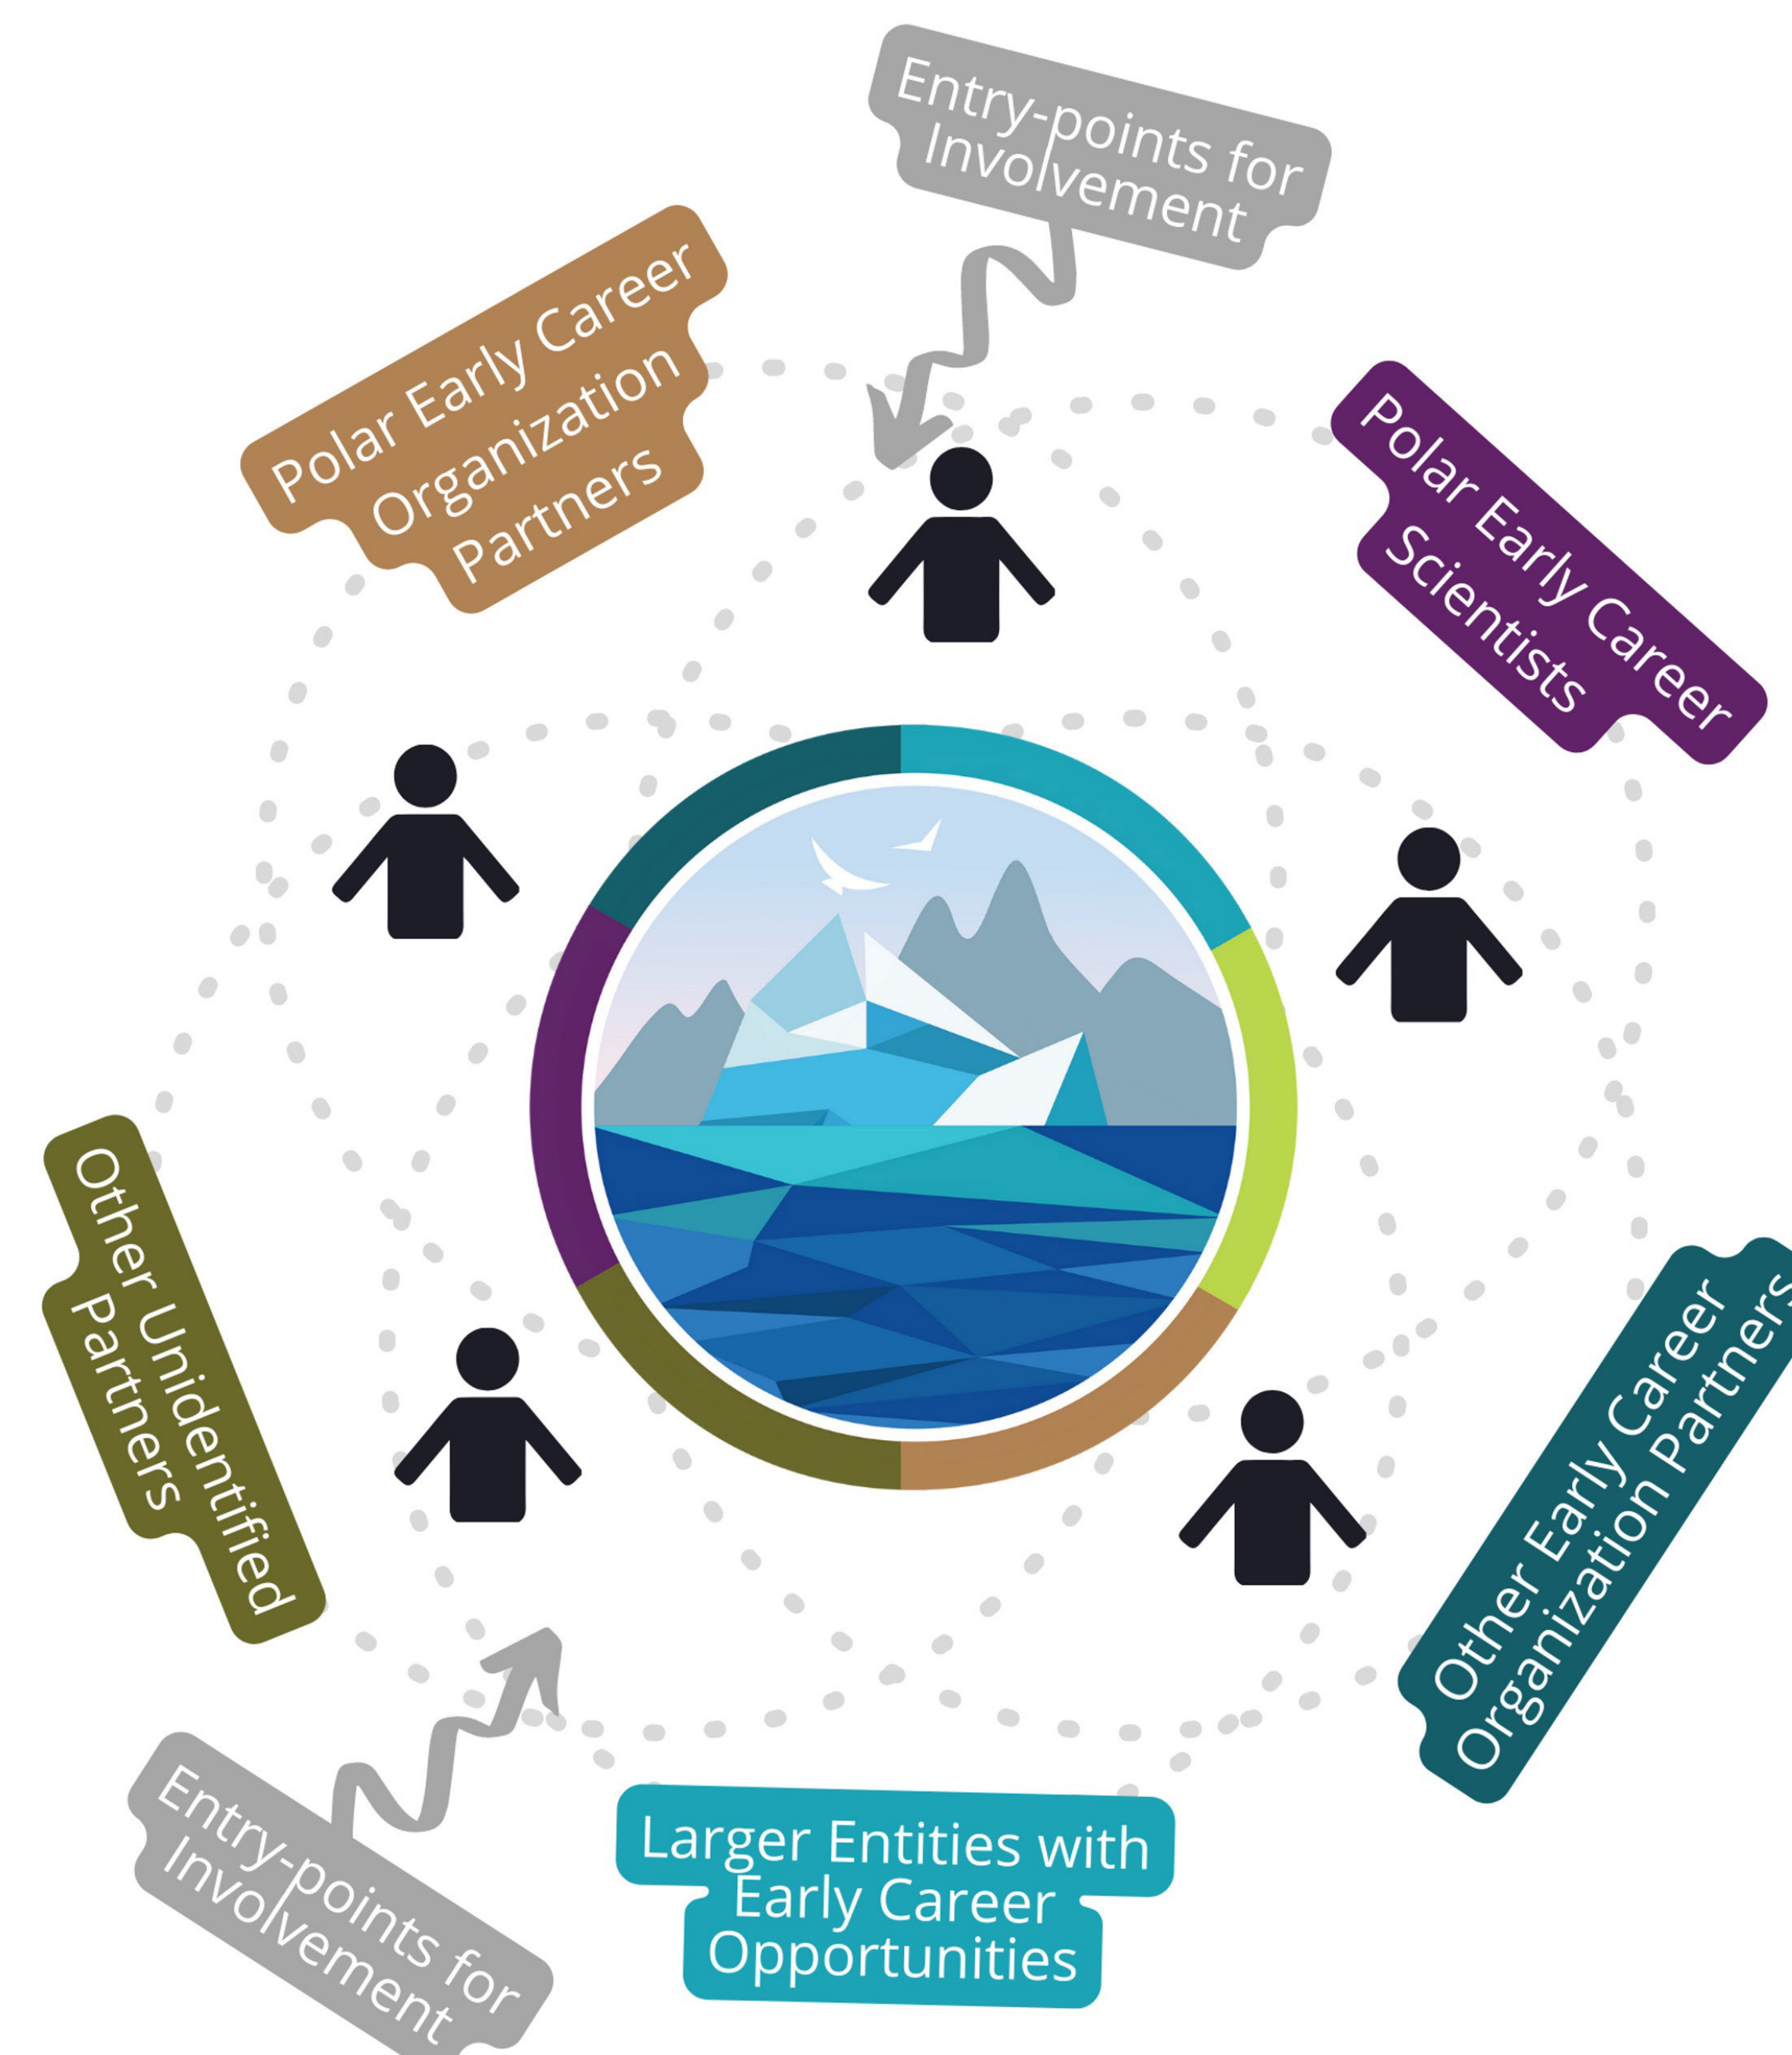 Entry-points for
Involvement
Polar Early Career
Organization
Partners
Polar Early Career
Scientists
Other Unidentified
Partners
Other Early Career
Organization Partners
Entry-points for
Involvement
Larger Entities with
Early Career
Opportunities